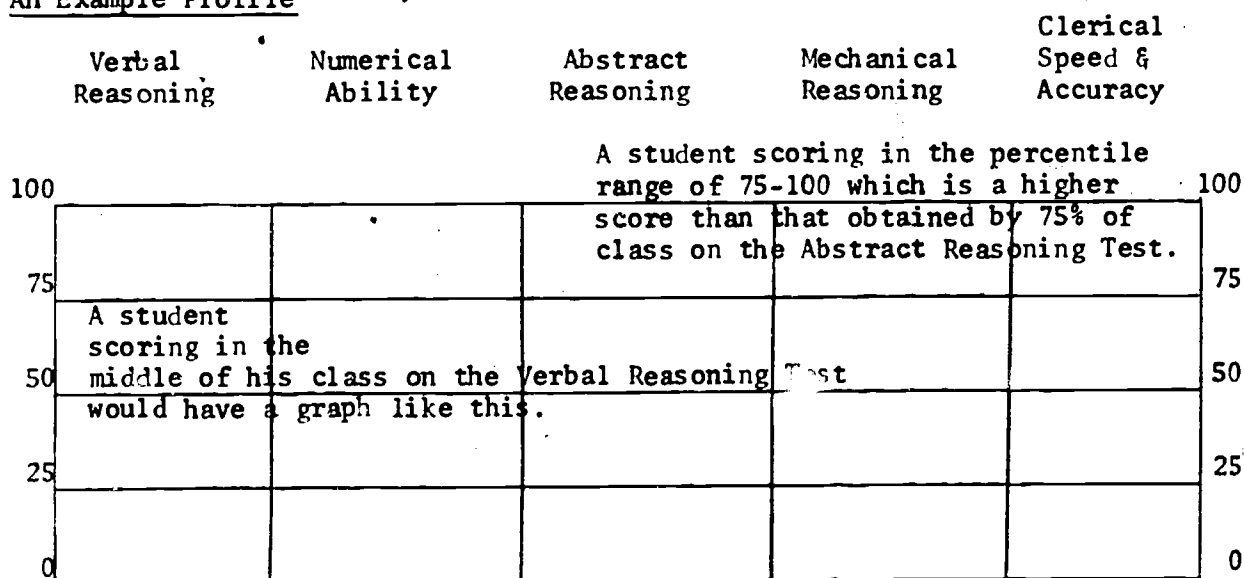 An Example Profile
Verbal Reasoning
Numerical Ability
Abstract Reasoning
Mechanical Reasoning
Clerical Speed & Accuracy
A student scoring in the percentile
range of 75-100 which is a higher
score than that obtained by 75% of
class on the Abstract Reasoning Test.
100 100
75 75
A student
scoring in the
middle of his class on the Verbal Reasoning Test
would have a graph like this.
50 50
25 25
0 0